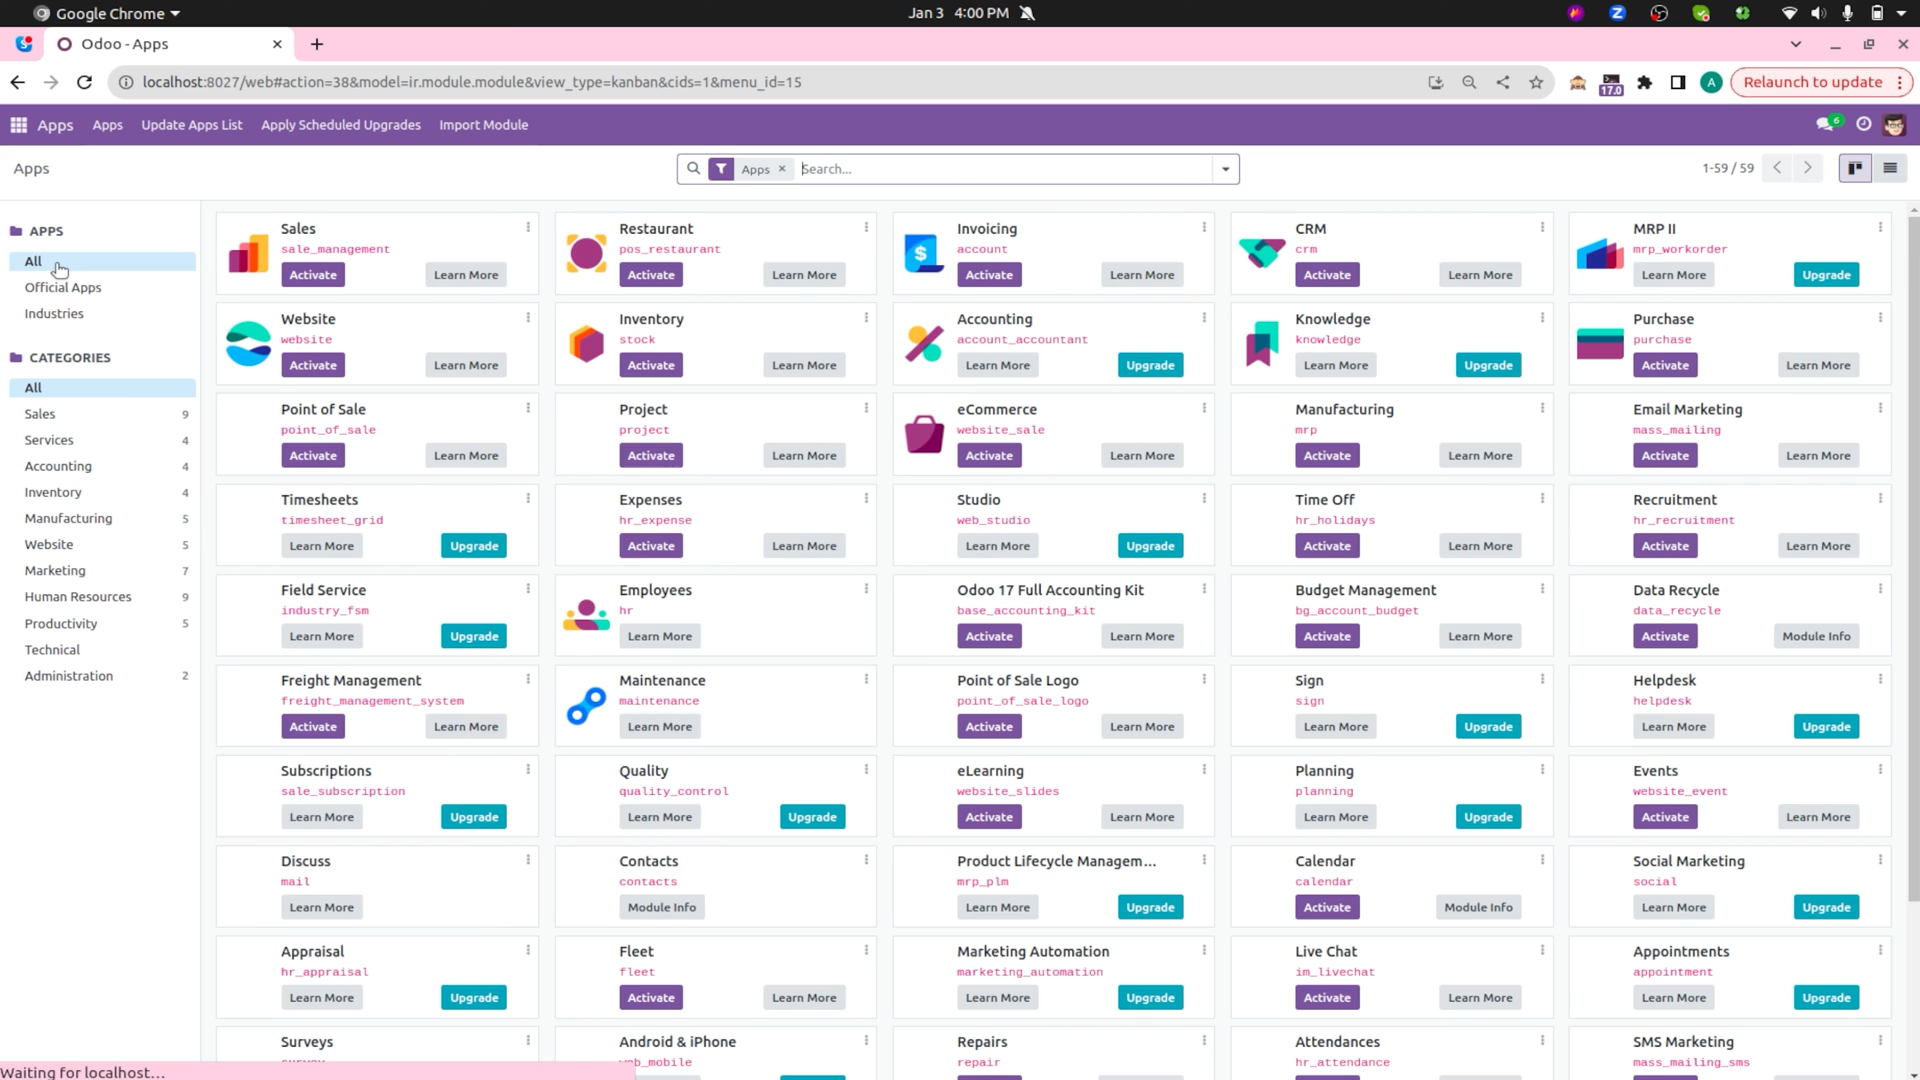 Google Chrome
Jan 3 4:00 PM
Odoo - Apps
localhost:8027/web#action=38&model=ir.module.module&view_type=kanban&cids=1&menu_id=15
17.0
A
Relaunch to update
Apps
Apps
Update Apps List
Apply Scheduled Upgrades
Import Module
6
Apps
Apps
Search...
1-59 / 59
APPS
All
Official Apps
Industries
CATEGORIES
All
Sales 9
Services 4
Accounting 4
Inventory 4
Manufacturing 5
Website 5
Marketing 7
Human Resources 9
Productivity 5
Technical
Administration 2
Sales
sale_management
Activate Learn More
Restaurant
pos_restaurant
Activate Learn More
Invoicing
account
Activate Learn More
CRM
crm
Activate Learn More
MRP II
mrp_workorder
Learn More Upgrade
Website
website
Activate Learn More
Inventory
stock
Activate Learn More
Accounting
account_accountant
Learn More Upgrade
Knowledge
knowledge
Learn More Upgrade
Purchase
purchase
Activate Learn More
Point of Sale
point_of_sale
Activate Learn More
Project
project
Activate Learn More
eCommerce
website_sale
Activate Learn More
Manufacturing
mrp
Activate Learn More
Email Marketing
mass_mailing
Activate Learn More
Timesheets
timesheet_grid
Learn More Upgrade
Expenses
hr_expense
Activate Learn More
Studio
web_studio
Learn More Upgrade
Time Off
hr_holidays
Activate Learn More
Recruitment
hr_recruitment
Activate Learn More
Field Service
industry_fsm
Learn More Upgrade
Employees
hr
Learn More
Odoo 17 Full Accounting Kit
base_accounting_kit
Activate Learn More
Budget Management
bg_account_budget
Activate Learn More
Data Recycle
data_recycle
Activate Module Info
Freight Management
freight_management_system
Activate Learn More
Maintenance
maintenance
Learn More
Point of Sale Logo
point_of_sale_logo
Activate Learn More
Sign
sign
Learn More Upgrade
Helpdesk
helpdesk
Learn More Upgrade
Subscriptions
sale_subscription
Learn More Upgrade
Quality
quality_control
Learn More Upgrade
eLearning
website_slides
Activate Learn More
Planning
planning
Learn More Upgrade
Events
website_event
Activate Learn More
Discuss
mail
Learn More
Contacts
contacts
Module Info
Product Lifecycle Managem...
mrp_plm
Learn More Upgrade
Calendar
calendar
Activate Module Info
Social Marketing
social
Learn More Upgrade
Appraisal
hr_appraisal
Learn More Upgrade
Fleet
fleet
Activate Learn More
Marketing Automation
marketing_automation
Learn More Upgrade
Live Chat
im_livechat
Activate Learn More
Appointments
appointment
Learn More Upgrade
Surveys
Android & iPhone
web_mobile
Repairs
repair
Attendances
hr_attendance
SMS Marketing
mass_mailing_sms
Waiting for localhost...